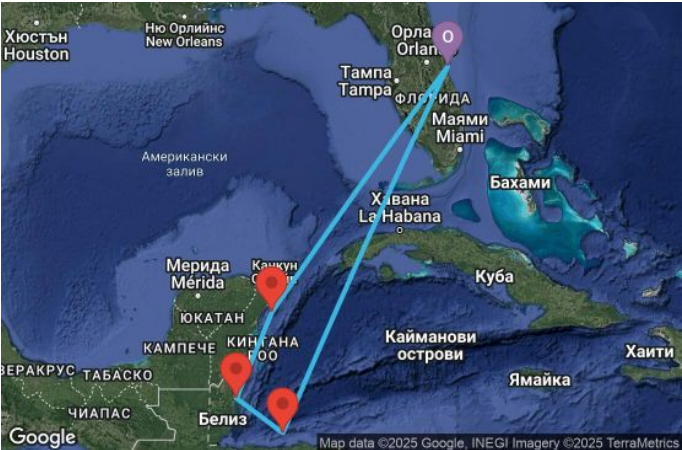 Хюстън
Houston
Ню Орлийнс
New Orleans
Орла
Orlan
O
Тампа
Tampa
ФЛОРИДА
Маями
Miami
Американски
залив
Бахами
Хавана
La Habana
Мерида
Mérida
Канкун
Куба
ЮКАТАН
КАМПЕЧЕ
КИНТАНА
РОО
Кайманови
острови
Хаити
ВЕРАКРУС
ТАБАСКО
Ямайка
ЧИАПАС
Белиз
Google
Map data ©2025 Google, INEGI Imagery ©2025 TerraMetrics